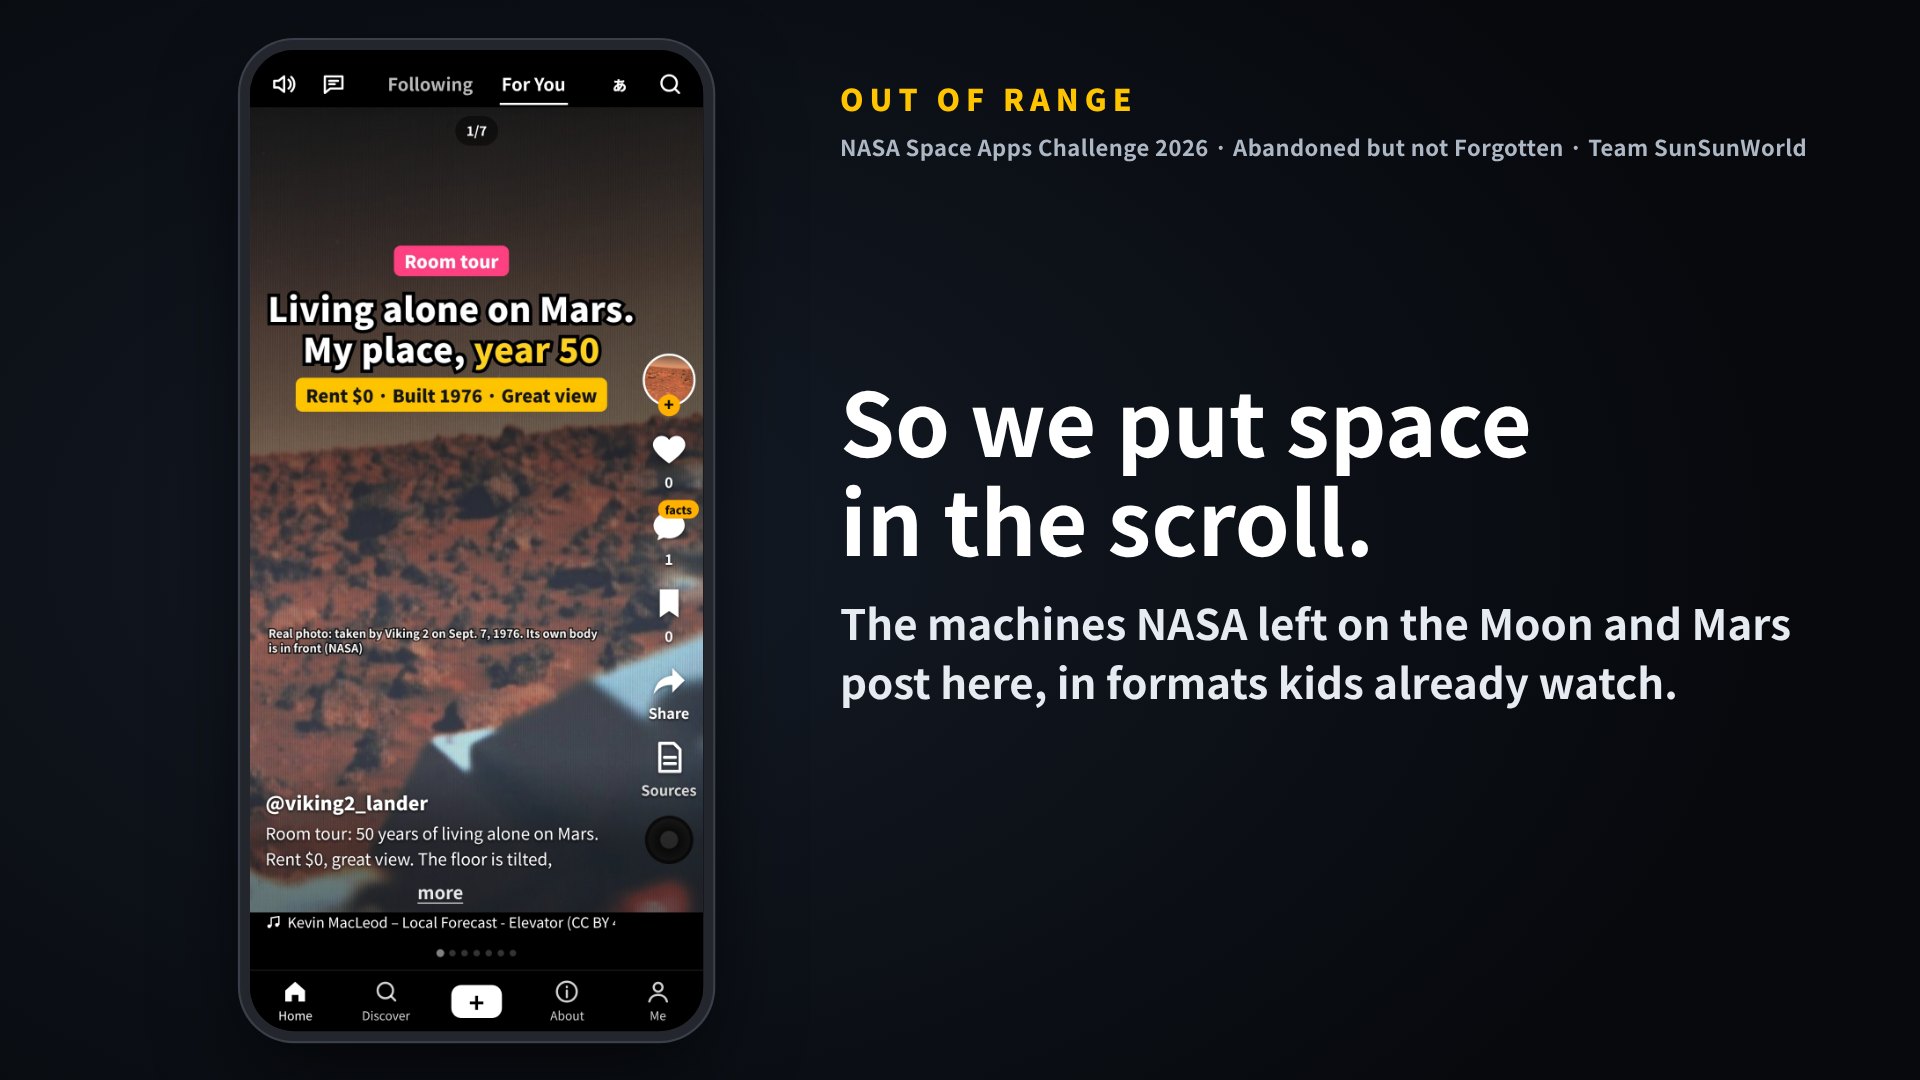 Following For You あ
1/7
Room tour
Living alone on Mars.
My place, year 50
Rent $0 · Built 1976 · Great view
0
facts
1
0
Real photo: taken by Viking 2 on Sept. 7, 1976. Its own body
is in front (NASA)
Share
Sources
@viking2_lander
Room tour: 50 years of living alone on Mars.
Rent $0, great view. The floor is tilted,
more
Kevin MacLeod – Local Forecast - Elevator (CC BY
Home Discover About Me
OUT OF RANGE
NASA Space Apps Challenge 2026 · Abandoned but not Forgotten · Team SunSunWorld
So we put space
in the scroll.
The machines NASA left on the Moon and Mars
post here, in formats kids already watch.